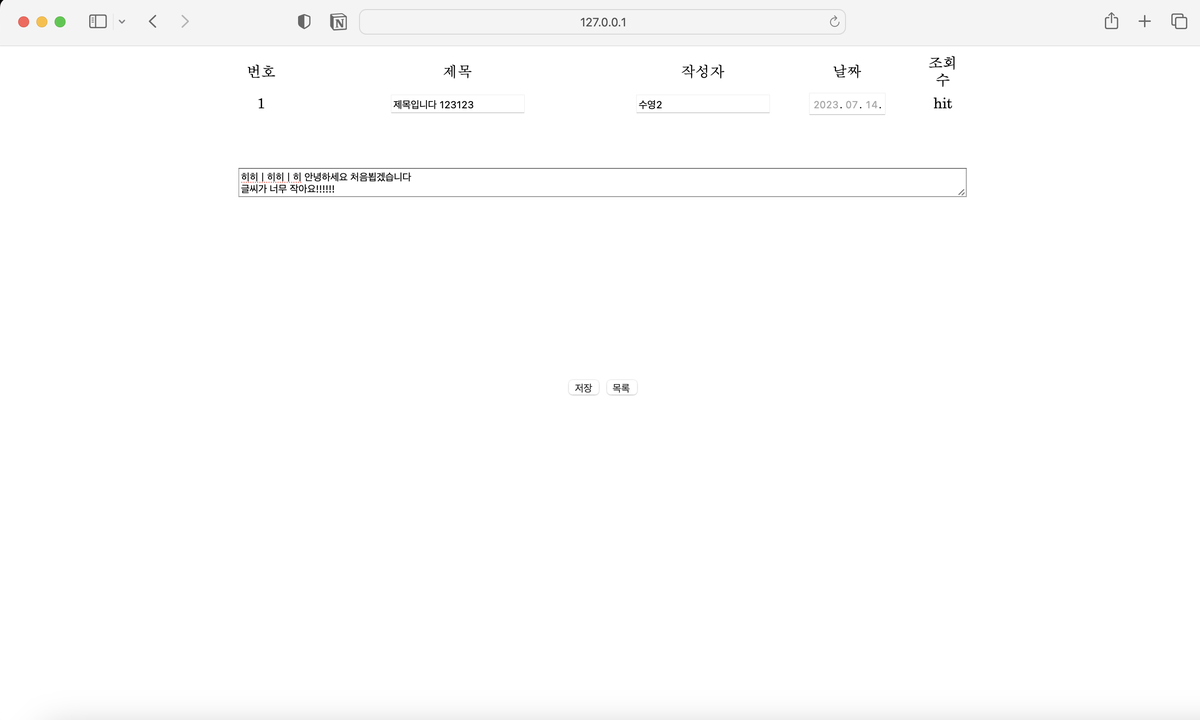 127.0.0.1
번호 제목 작성자 날짜 조회
수
1 제목입니다 123123 수영2 2023. 07. 14. hit
히히ㅣ히히ㅣ히 안녕하세요 처음뵙겠습니다
글씨가 너무 작아요!!!!!!
저장 목록